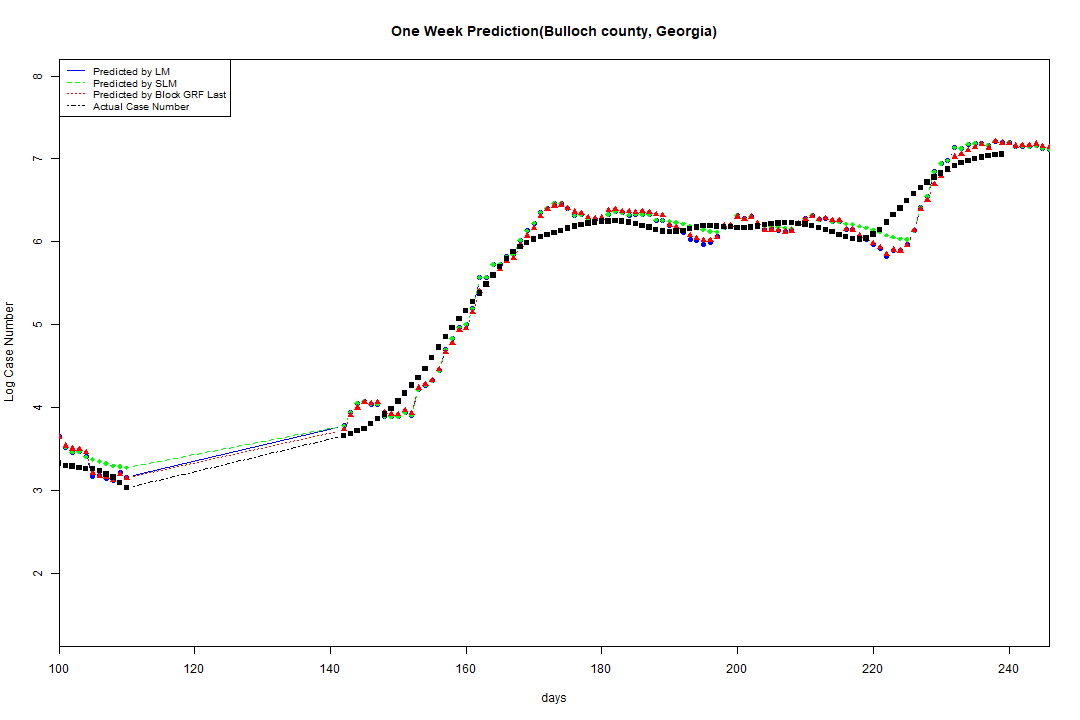 One Week Prediction(Bulloch county, Georgia)
Predicted by LM
Predicted by SLM
Predicted by Block GRF Last
Actual Case Number
8
7
6
5
4
3
2
Log Case Number
100 120 140 160 180 200 220 240
days